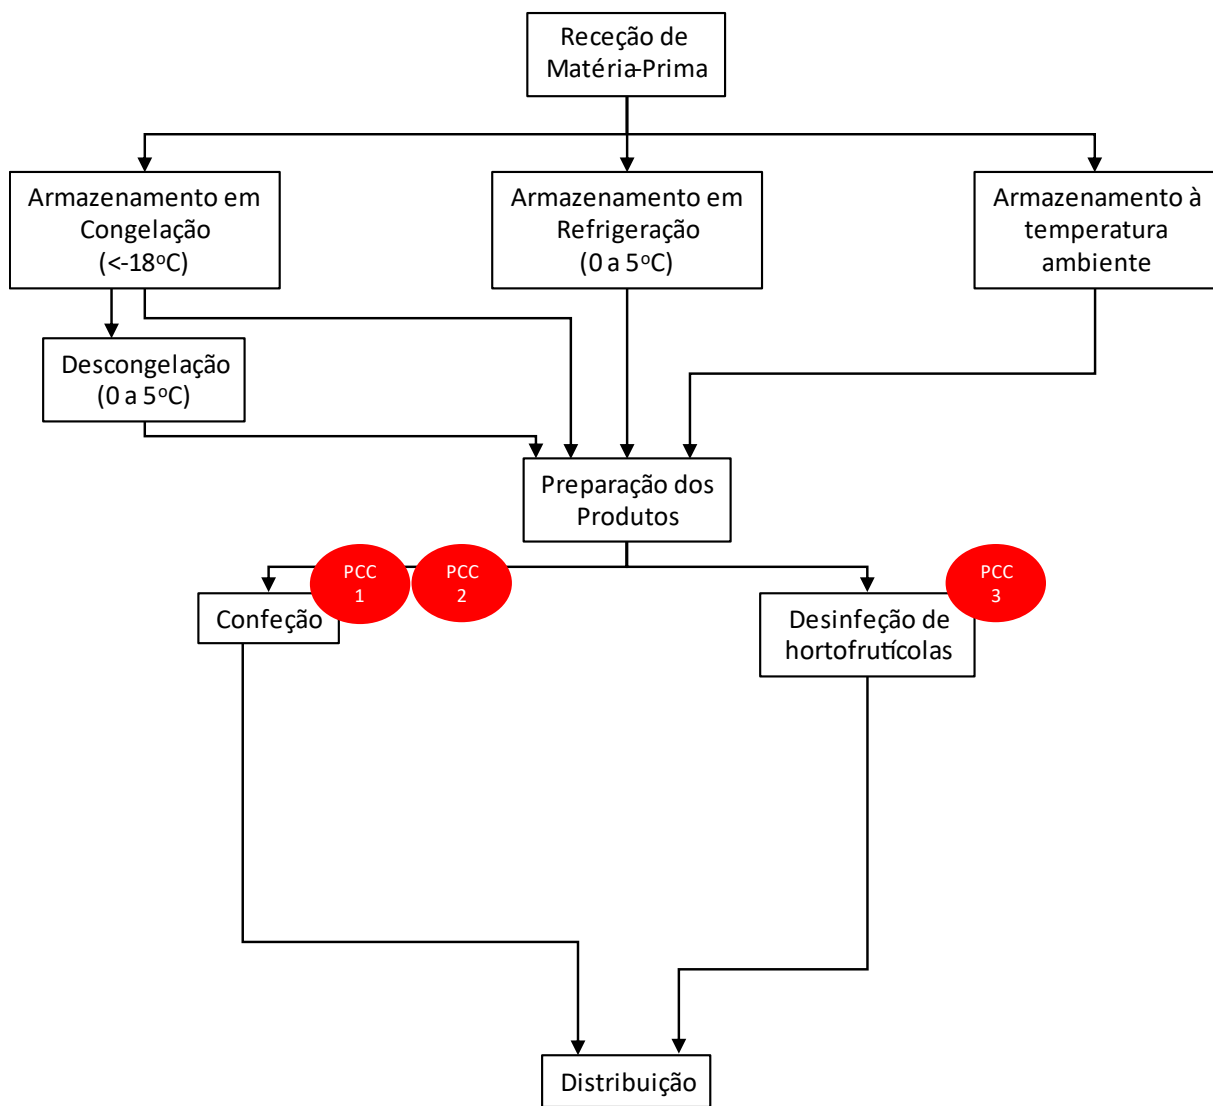 Receção de
Matéria-Prima
Armazenamento em
Congelação
(<-18ºC)
Armazenamento em
Refrigeração
(0 a 5ºC)
Armazenamento à
temperatura
ambiente
Descongelação
(0 a 5ºC)
Preparação dos
Produtos
PCC
1
PCC
2
PCC
3
Confeção
Desinfeção de
hortofrutícolas
Distribuição